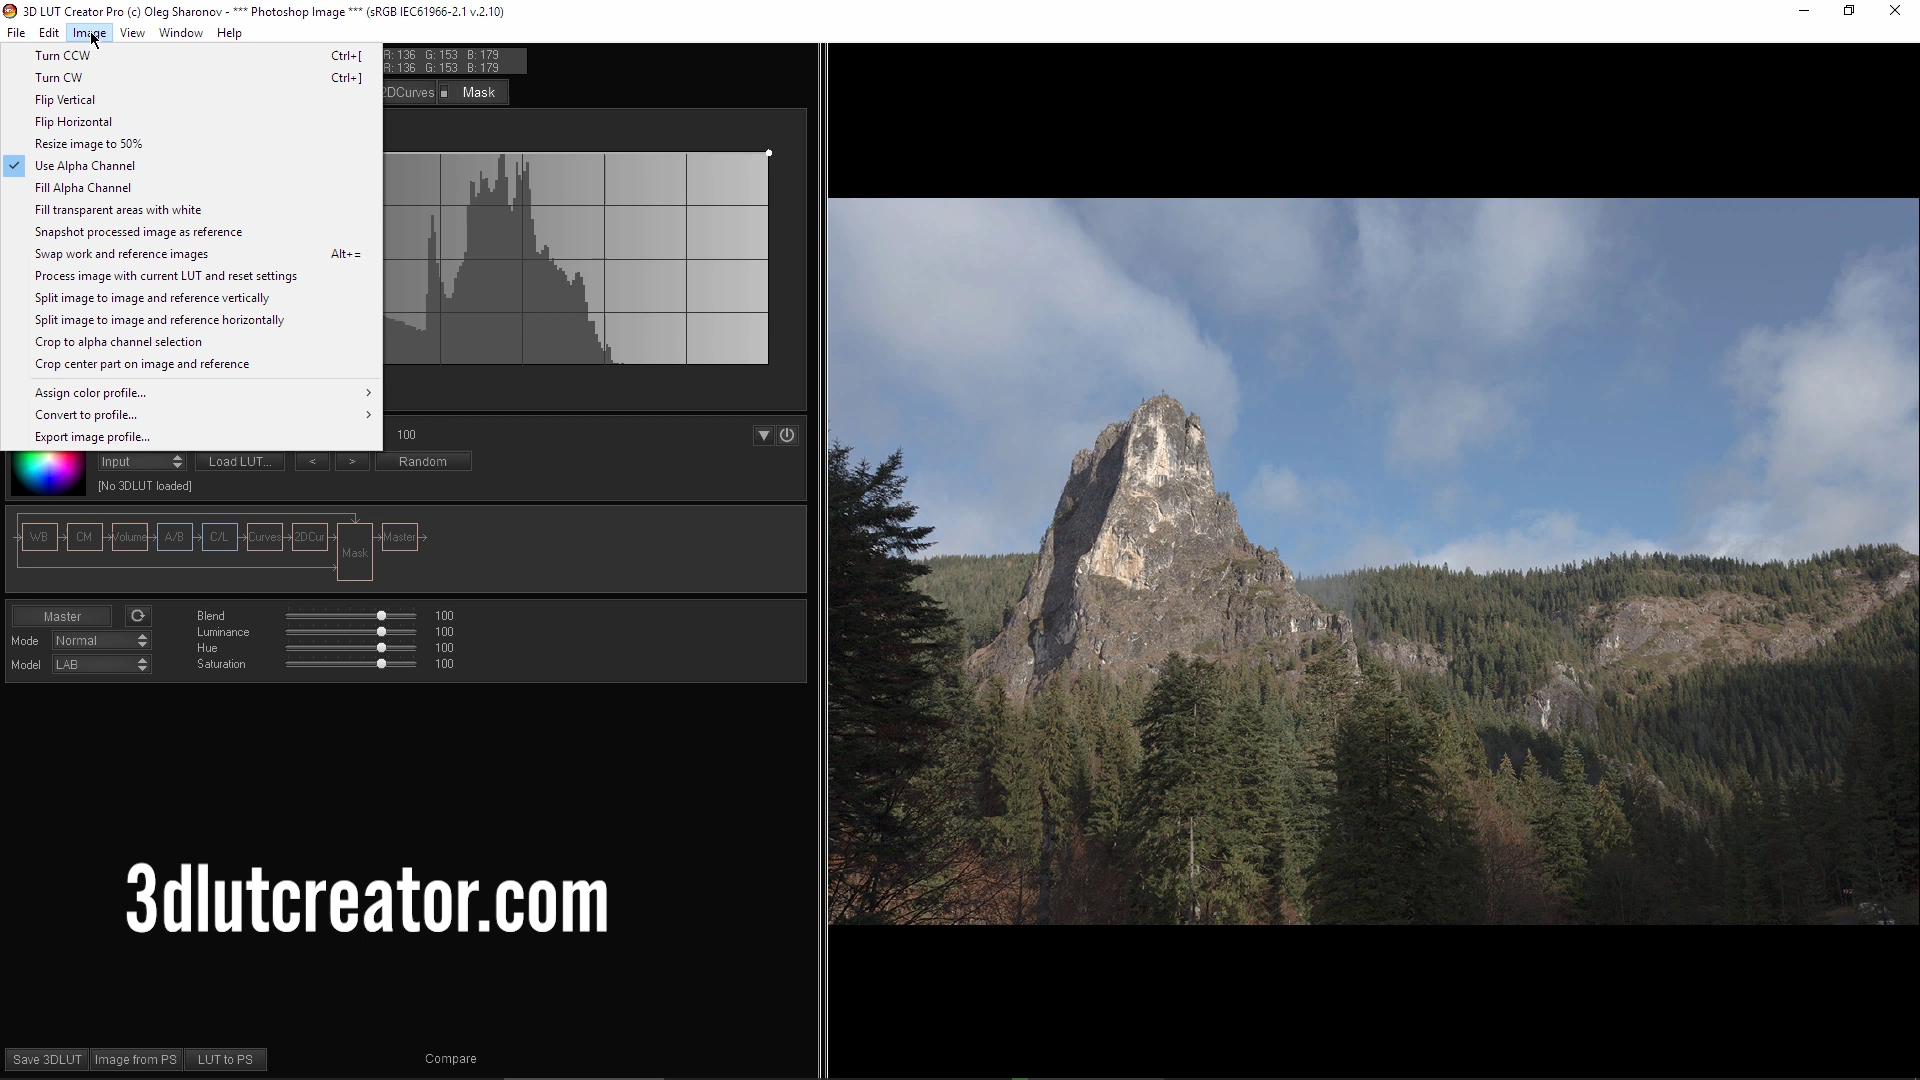 3D LUT Creator Pro (c) Oleg Sharonov - *** Photoshop Image *** (sRGB IEC61966-2.1 v.2.10)
File Edit Image View Window Help
Turn CCW Ctrl+[
Turn CW Ctrl+]
Flip Vertical
Flip Horizontal
Resize image to 50%
Use Alpha Channel
Fill Alpha Channel
Fill transparent areas with white
Snapshot processed image as reference
Swap work and reference images Alt+=
Process image with current LUT and reset settings
Split image to image and reference vertically
Split image to image and reference horizontally
Crop to alpha channel selection
Crop center part on image and reference
Assign color profile...
Convert to profile...
Export image profile...
R: 136 G: 153 B: 179
R: 136 G: 153 B: 179
2DCurves Mask
100
Input Load LUT... < > Random
[No 3DLUT loaded]
WB CM Volume A/B C/L Curves 2DCur Mask Master
Master
Mode Normal
Model LAB
Blend 100
Luminance 100
Hue 100
Saturation 100
3dlutcreator.com
Save 3DLUT Image from PS LUT to PS Compare